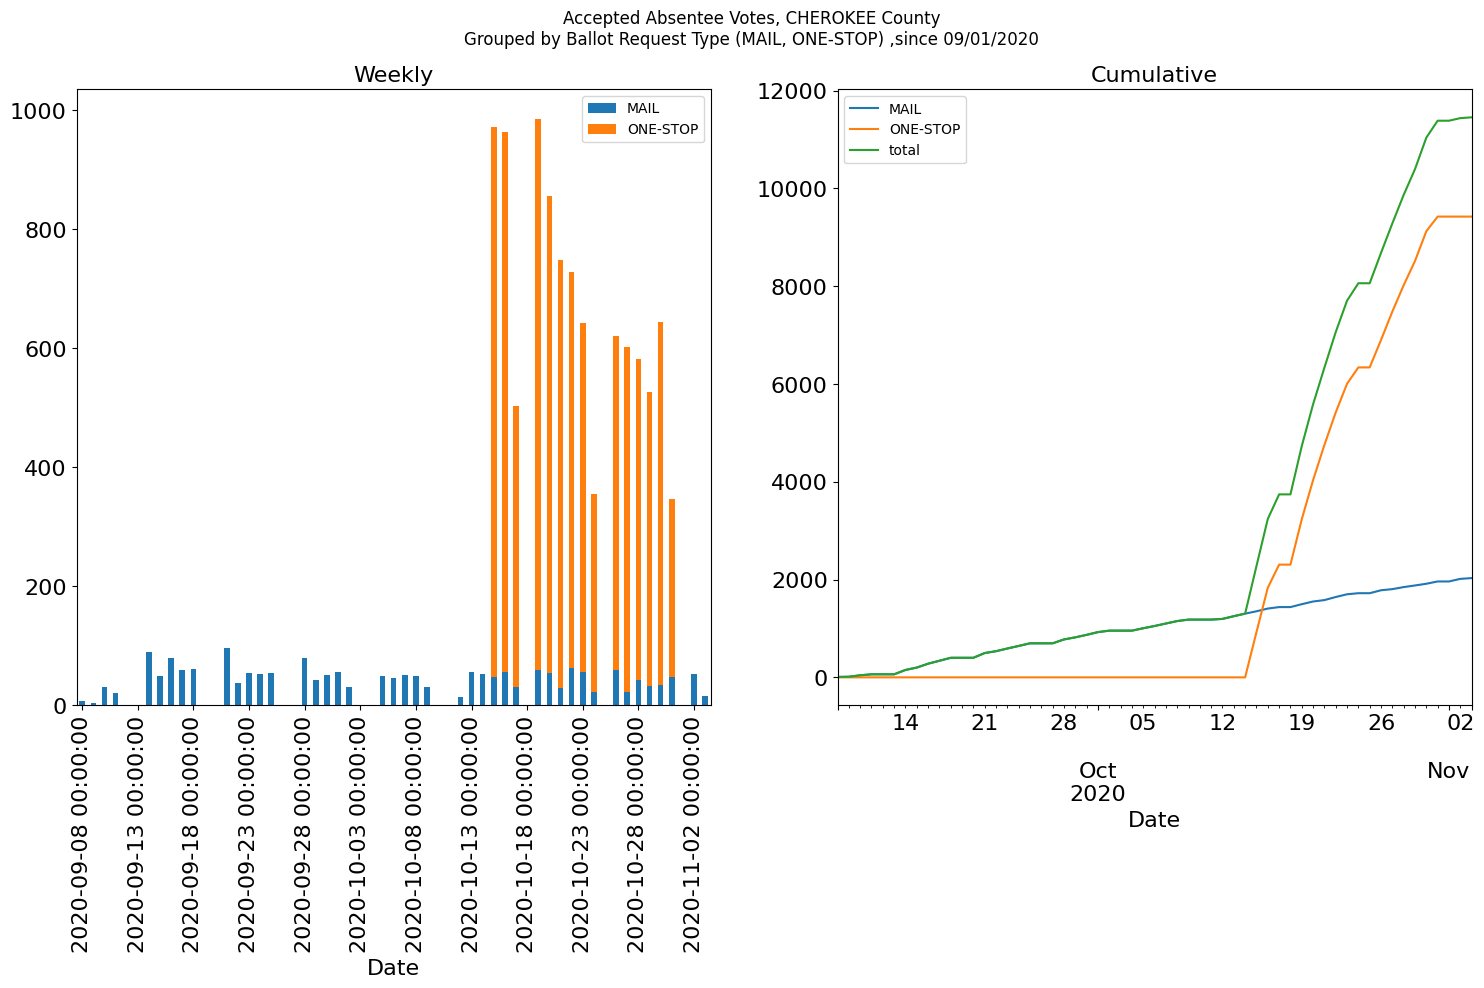 Accepted Absentee Votes, CHEROKEE County
Grouped by Ballot Request Type (MAIL, ONE-STOP) ,since 09/01/2020
Weekly
MAIL
ONE-STOP
1000
800
600
400
200
0
2020-09-08 00:00:00
2020-09-13 00:00:00
2020-09-18 00:00:00
2020-09-23 00:00:00
2020-09-28 00:00:00
2020-10-03 00:00:00
2020-10-08 00:00:00
2020-10-13 00:00:00
2020-10-18 00:00:00
2020-10-23 00:00:00
2020-10-28 00:00:00
2020-11-02 00:00:00
Date
Cumulative
MAIL
ONE-STOP
total
12000
10000
8000
6000
4000
2000
0
14 21 28 05 12 19 26 02
Oct Nov
2020
Date